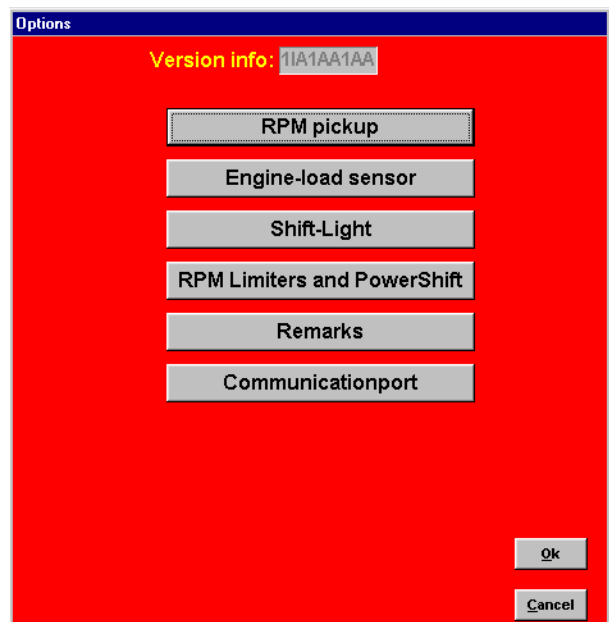 Options
Version info: 1IA1AA1AA
RPM pickup
Engine-load sensor
Shift-Light
RPM Limiters and PowerShift
Remarks
Communicationport
Ok
Cancel